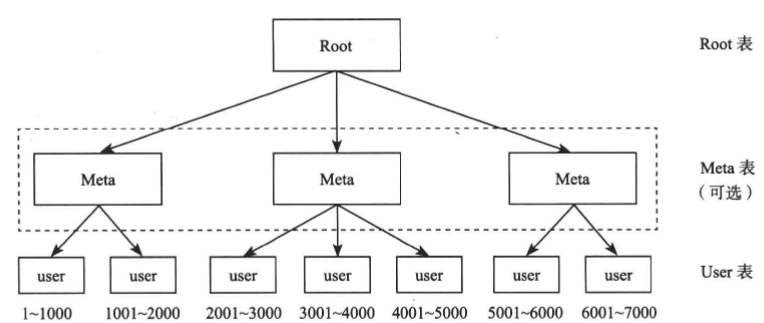 Root
Root 表
Meta
Meta
Meta
Meta 表
（可选）
user
user
user
user
user
user
user
User 表
1~1000
1001~2000
2001~3000
3001~4000
4001~5000
5001~6000
6001~7000